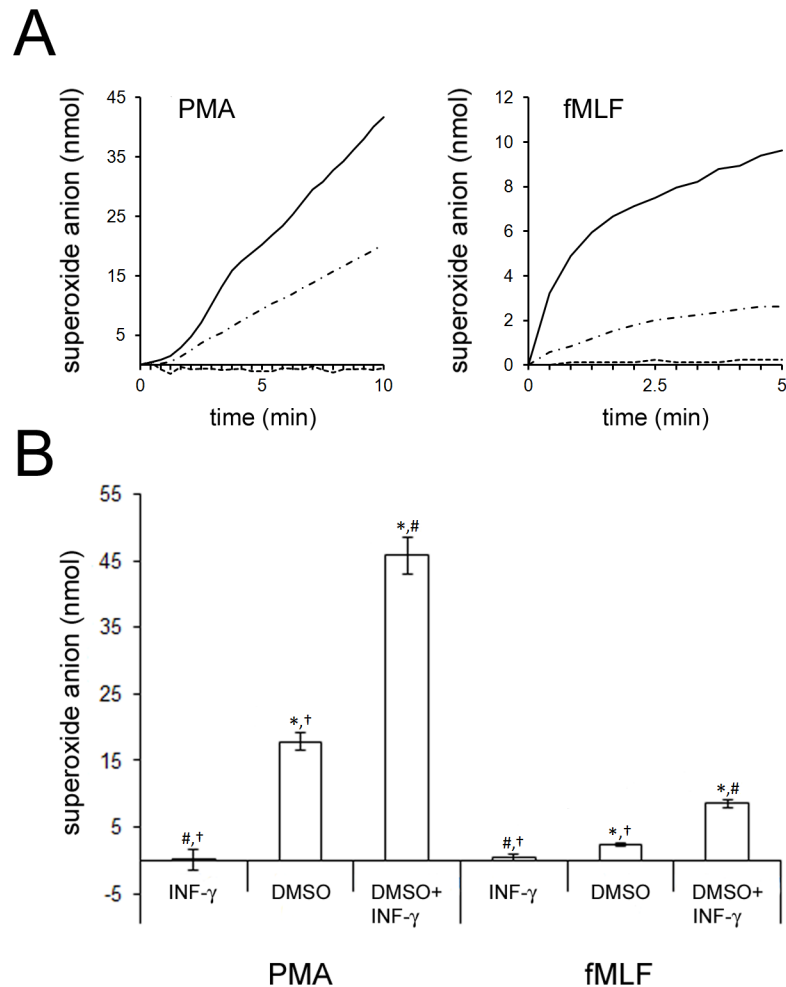 A
PMA
superoxide anion (nmol)
45
35
25
15
5
0 5 10
time (min)
fMLF
superoxide anion (nmol)
12
10
8
6
4
2
0
0 2.5 5
time (min)
B
superoxide anion (nmol)
55
45
35
25
15
5
-5
#,†
*,†
*,#
#,†
*,†
*,#
INF-γ DMSO DMSO+
INF-γ
INF-γ DMSO DMSO+
INF-γ
PMA fMLF